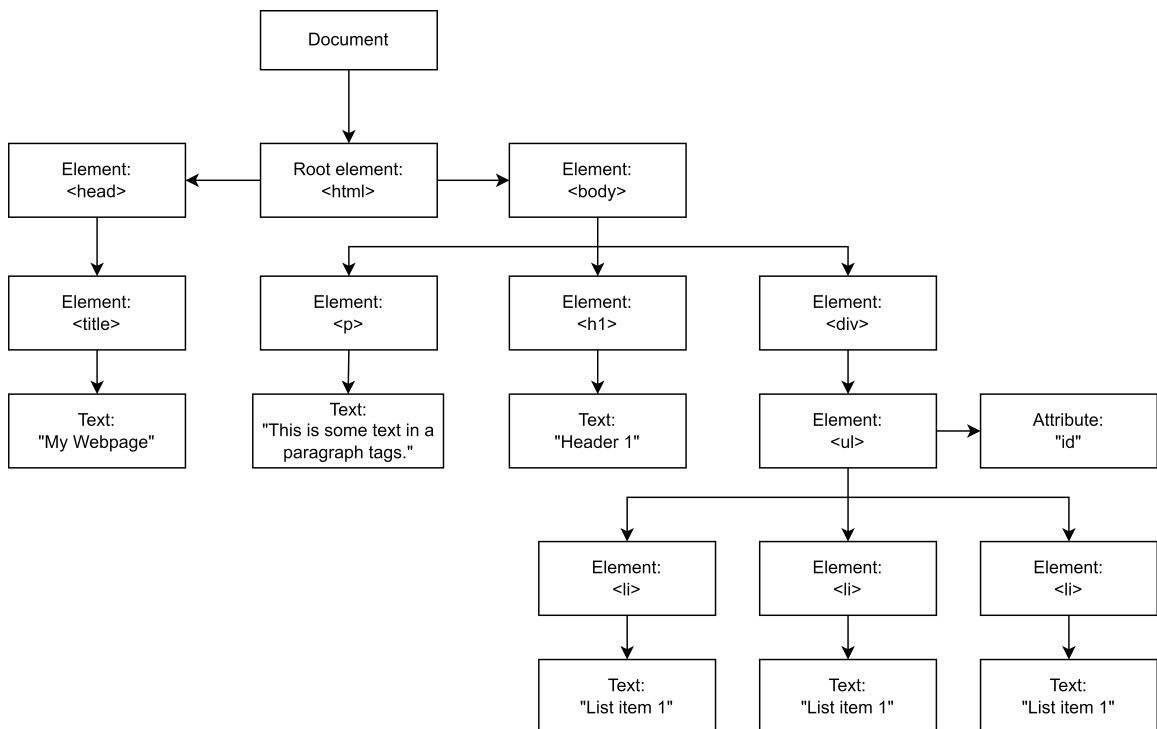 Document
Element:
<head>
Root element:
<html>
Element:
<body>
Element:
<title>
Element:
<p>
Element:
<h1>
Element:
<div>
Text:
"My Webpage"
Text:
"This is some text in a
paragraph tags."
Text:
"Header 1"
Element:
<ul>
Attribute:
"id"
Element:
<li>
Element:
<li>
Element:
<li>
Text:
"List item 1"
Text:
"List item 1"
Text:
"List item 1"